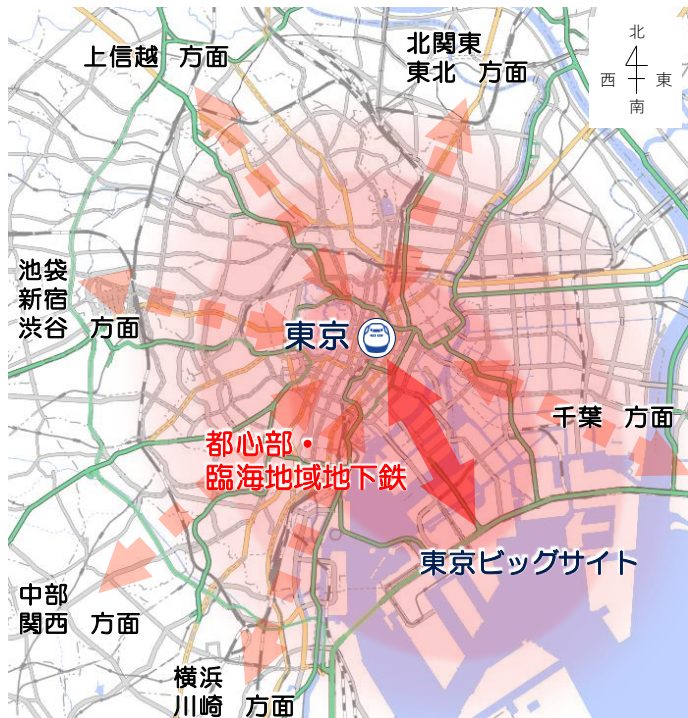 上信越 方面
北関東
東北 方面
北
西 東
南
池袋
新宿
渋谷 方面
東京
千葉 方面
都心部・
臨海地域地下鉄
東京ビッグサイト
中部
関西 方面
横浜
川崎 方面